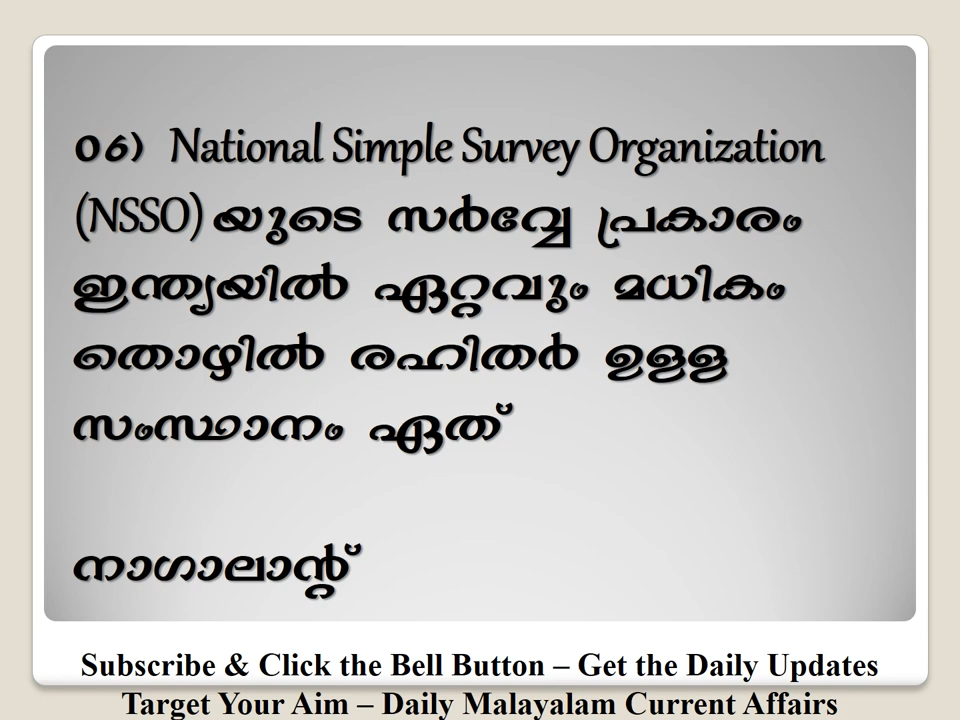 06) National Simple Survey Organization
(NSSO) യുടെ സർവ്വേ പ്രകാരം
ഇന്ത്യയിൽ ഏറ്റവും മധികം
തൊഴിൽ രഹിതർ ഉള്ള
സംസ്ഥാനം ഏത്
നാഗാലാന്റ്
Subscribe & Click the Bell Button – Get the Daily Updates
Target Your Aim – Daily Malayalam Current Affairs